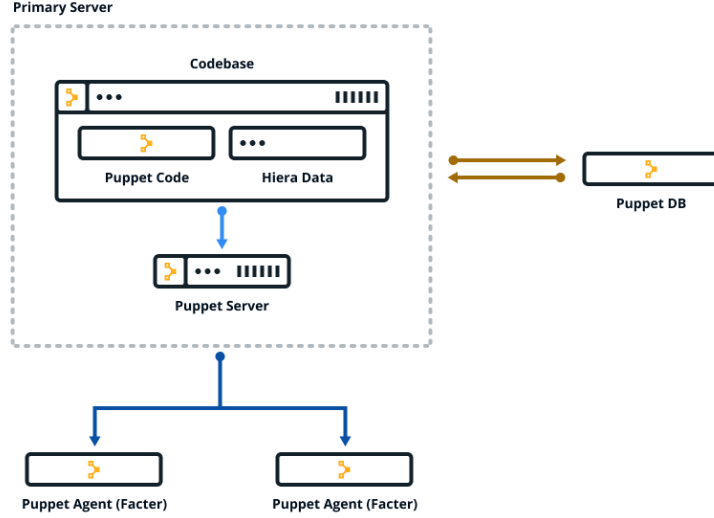 Primary Server
Codebase
Puppet Code
Hiera Data
Puppet DB
Puppet Server
Puppet Agent (Facter)
Puppet Agent (Facter)